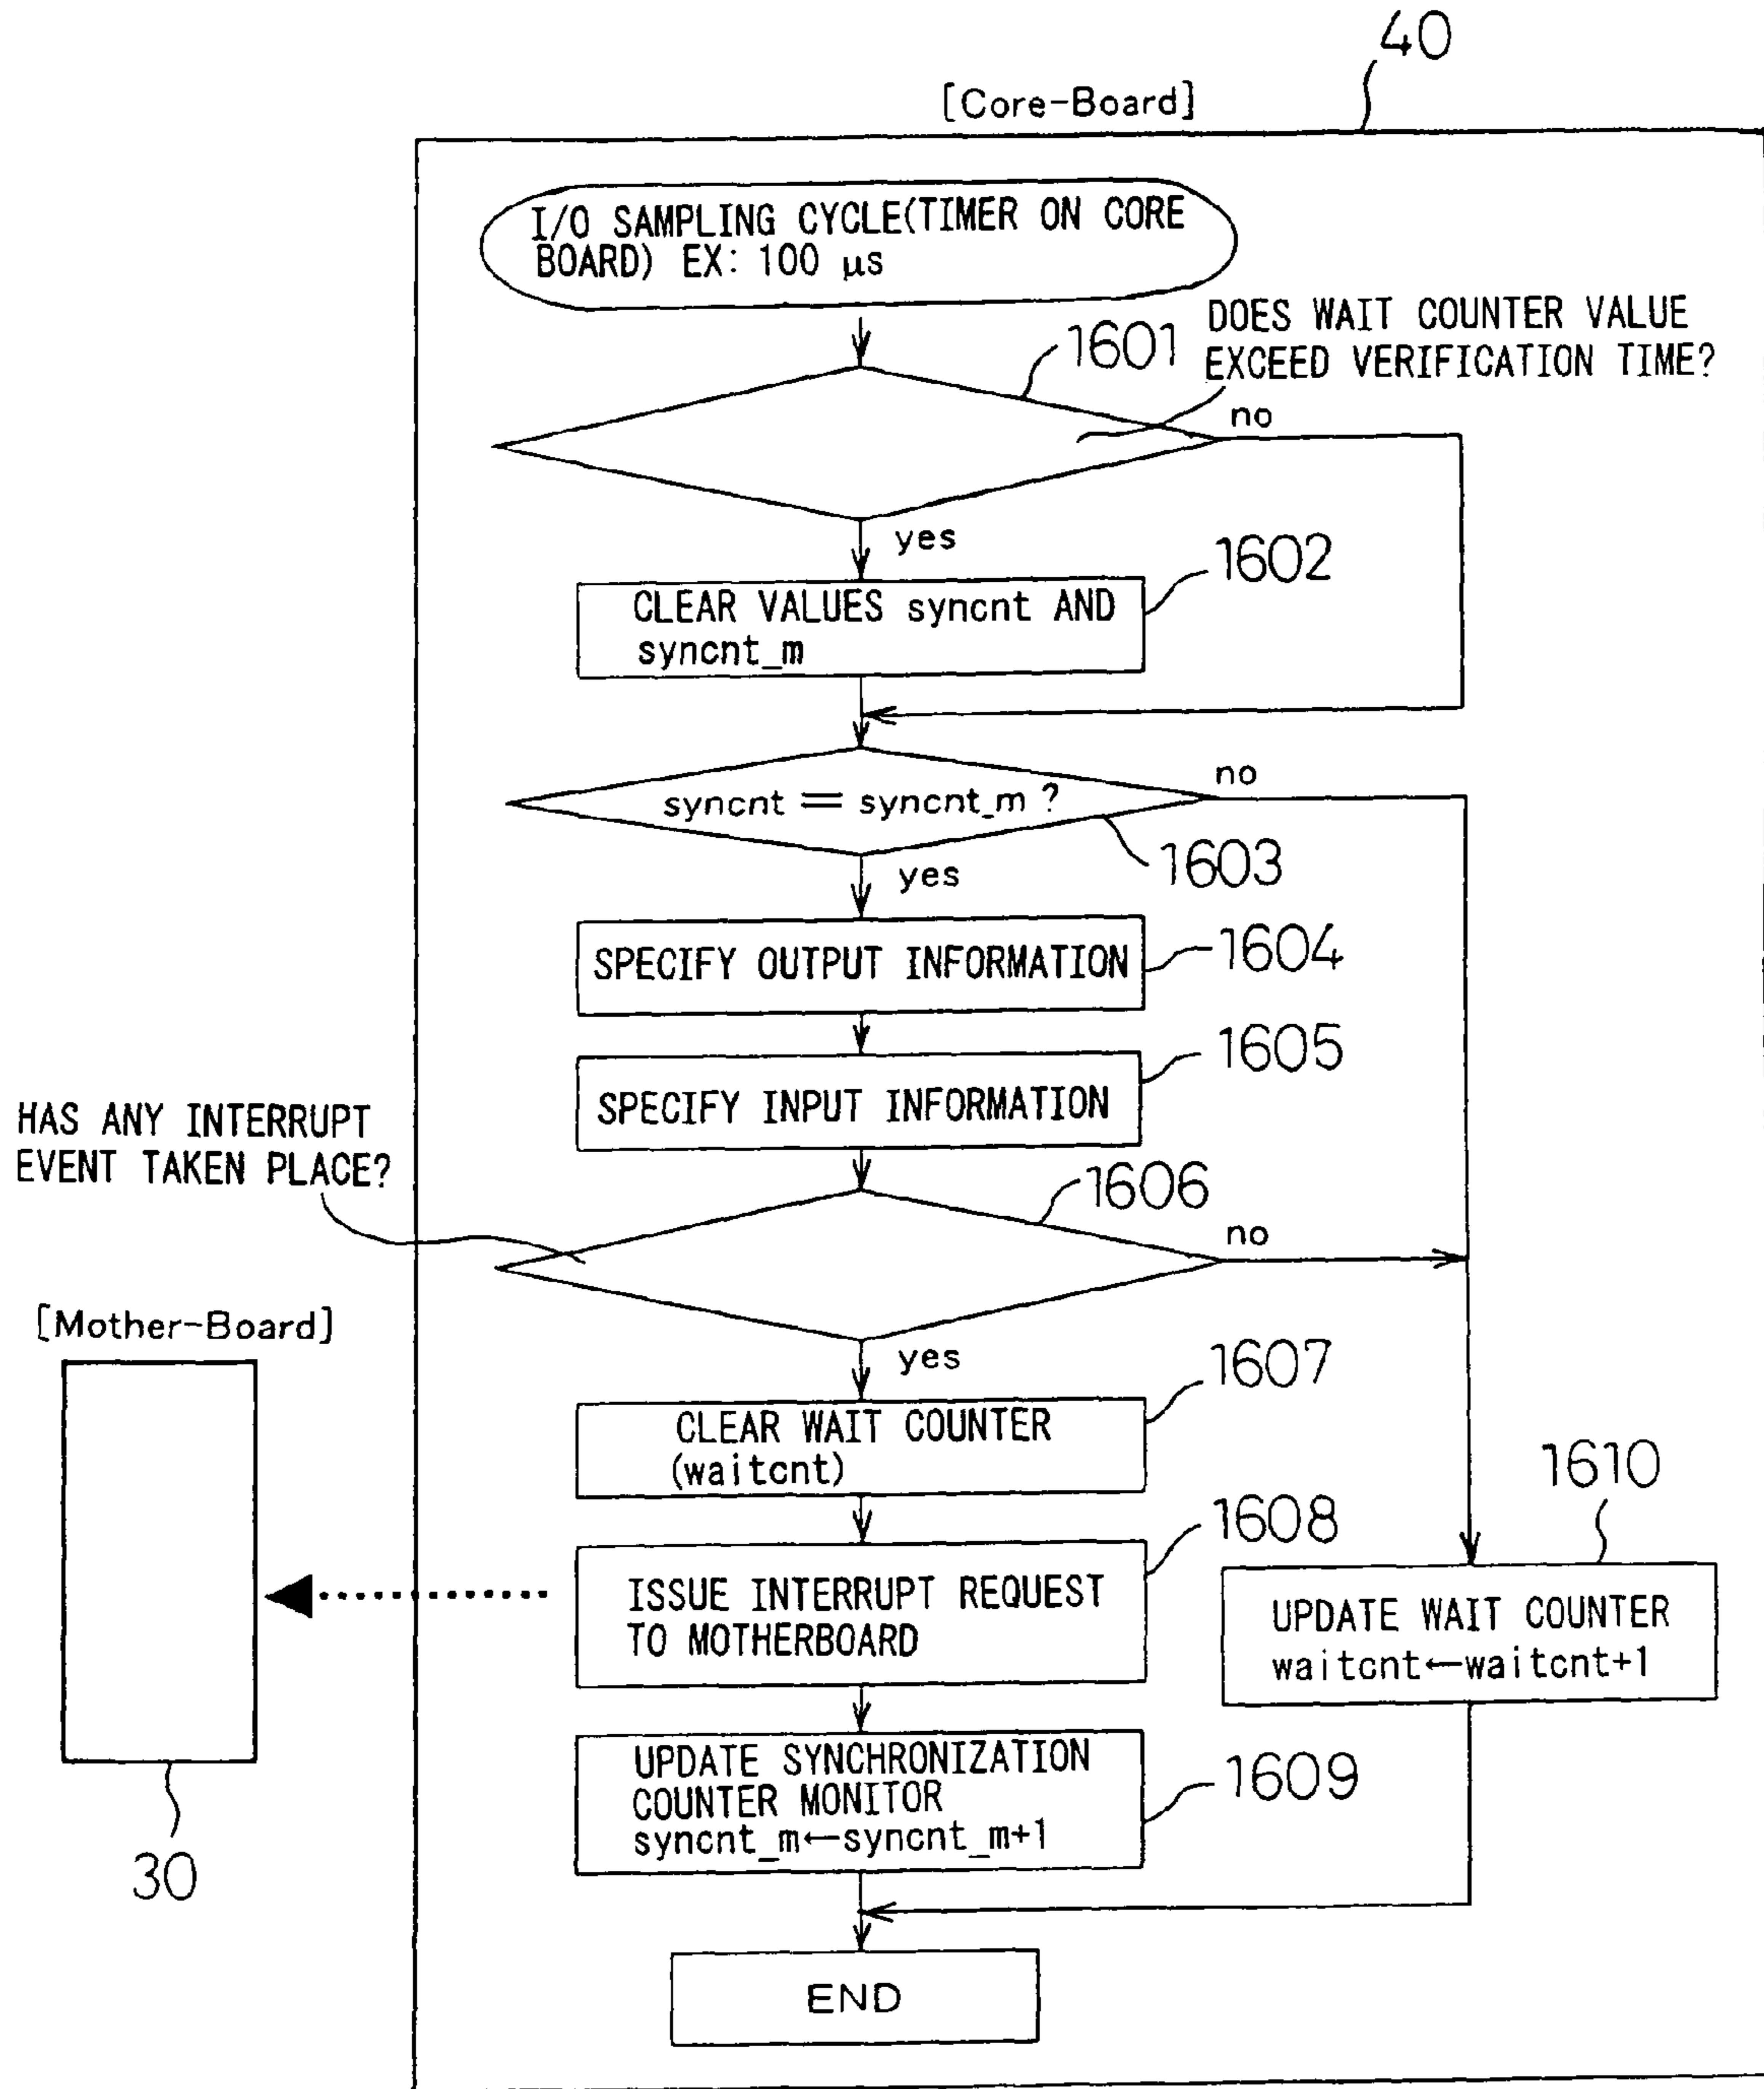 40
[Core-Board]
I/O SAMPLING CYCLE(TIMER ON CORE
BOARD) EX: 100 μs
1601
DOES WAIT COUNTER VALUE
EXCEED VERIFICATION TIME?
no
yes
1602
CLEAR VALUES syncnt AND
syncnt_m
no
syncnt == syncnt_m ?
1603
yes
SPECIFY OUTPUT INFORMATION
1604
1605
SPECIFY INPUT INFORMATION
HAS ANY INTERRUPT
EVENT TAKEN PLACE?
1606
no
[Mother-Board]
yes
1607
CLEAR WAIT COUNTER
(waitcnt)
1610
1608
ISSUE INTERRUPT REQUEST
TO MOTHERBOARD
UPDATE WAIT COUNTER
waitcnt←waitcnt+1
UPDATE SYNCHRONIZATION
COUNTER MONITOR
syncnt_m←syncnt_m+1
1609
30
END